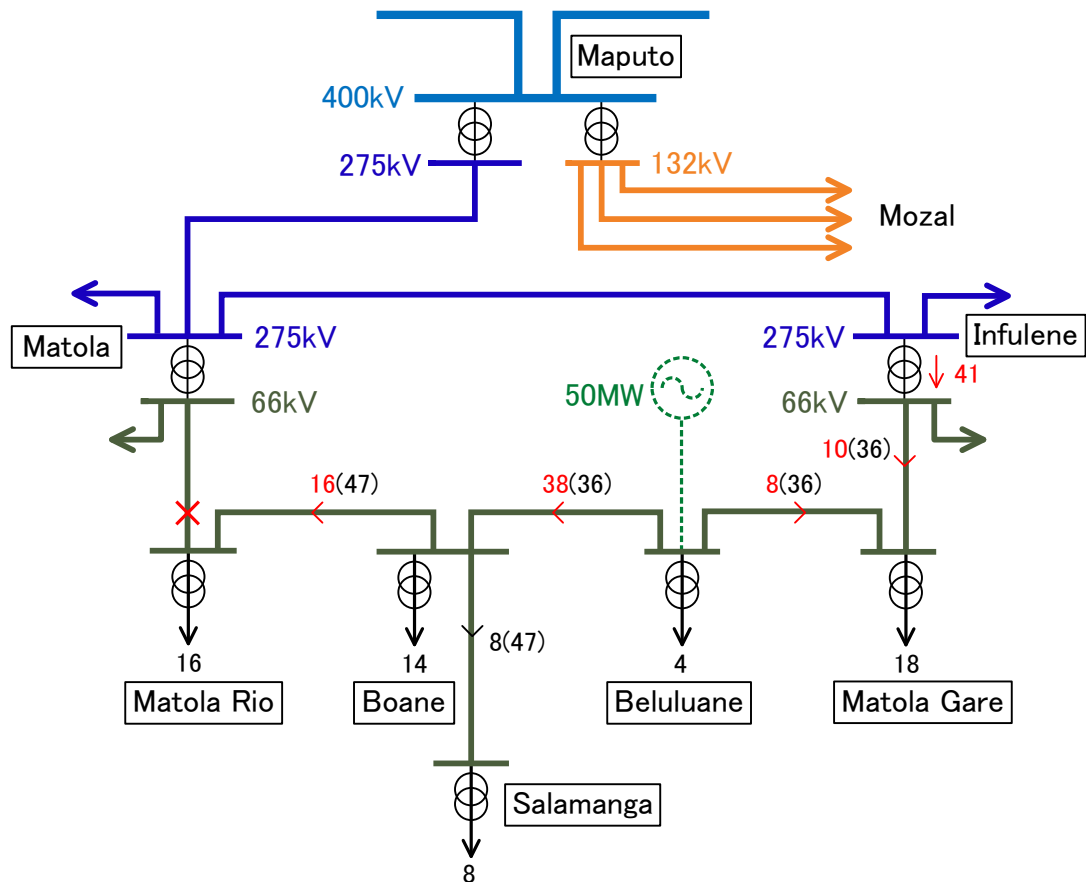 Maputo
400kV
275kV
132kV
Mozal
Matola
275kV
275kV
Infulene
41
66kV
50MW
66kV
10(36)
16(47)
38(36)
8(36)
8(47)
16
14
4
18
Matola Rio
Boane
Beluluane
Matola Gare
Salamanga
8